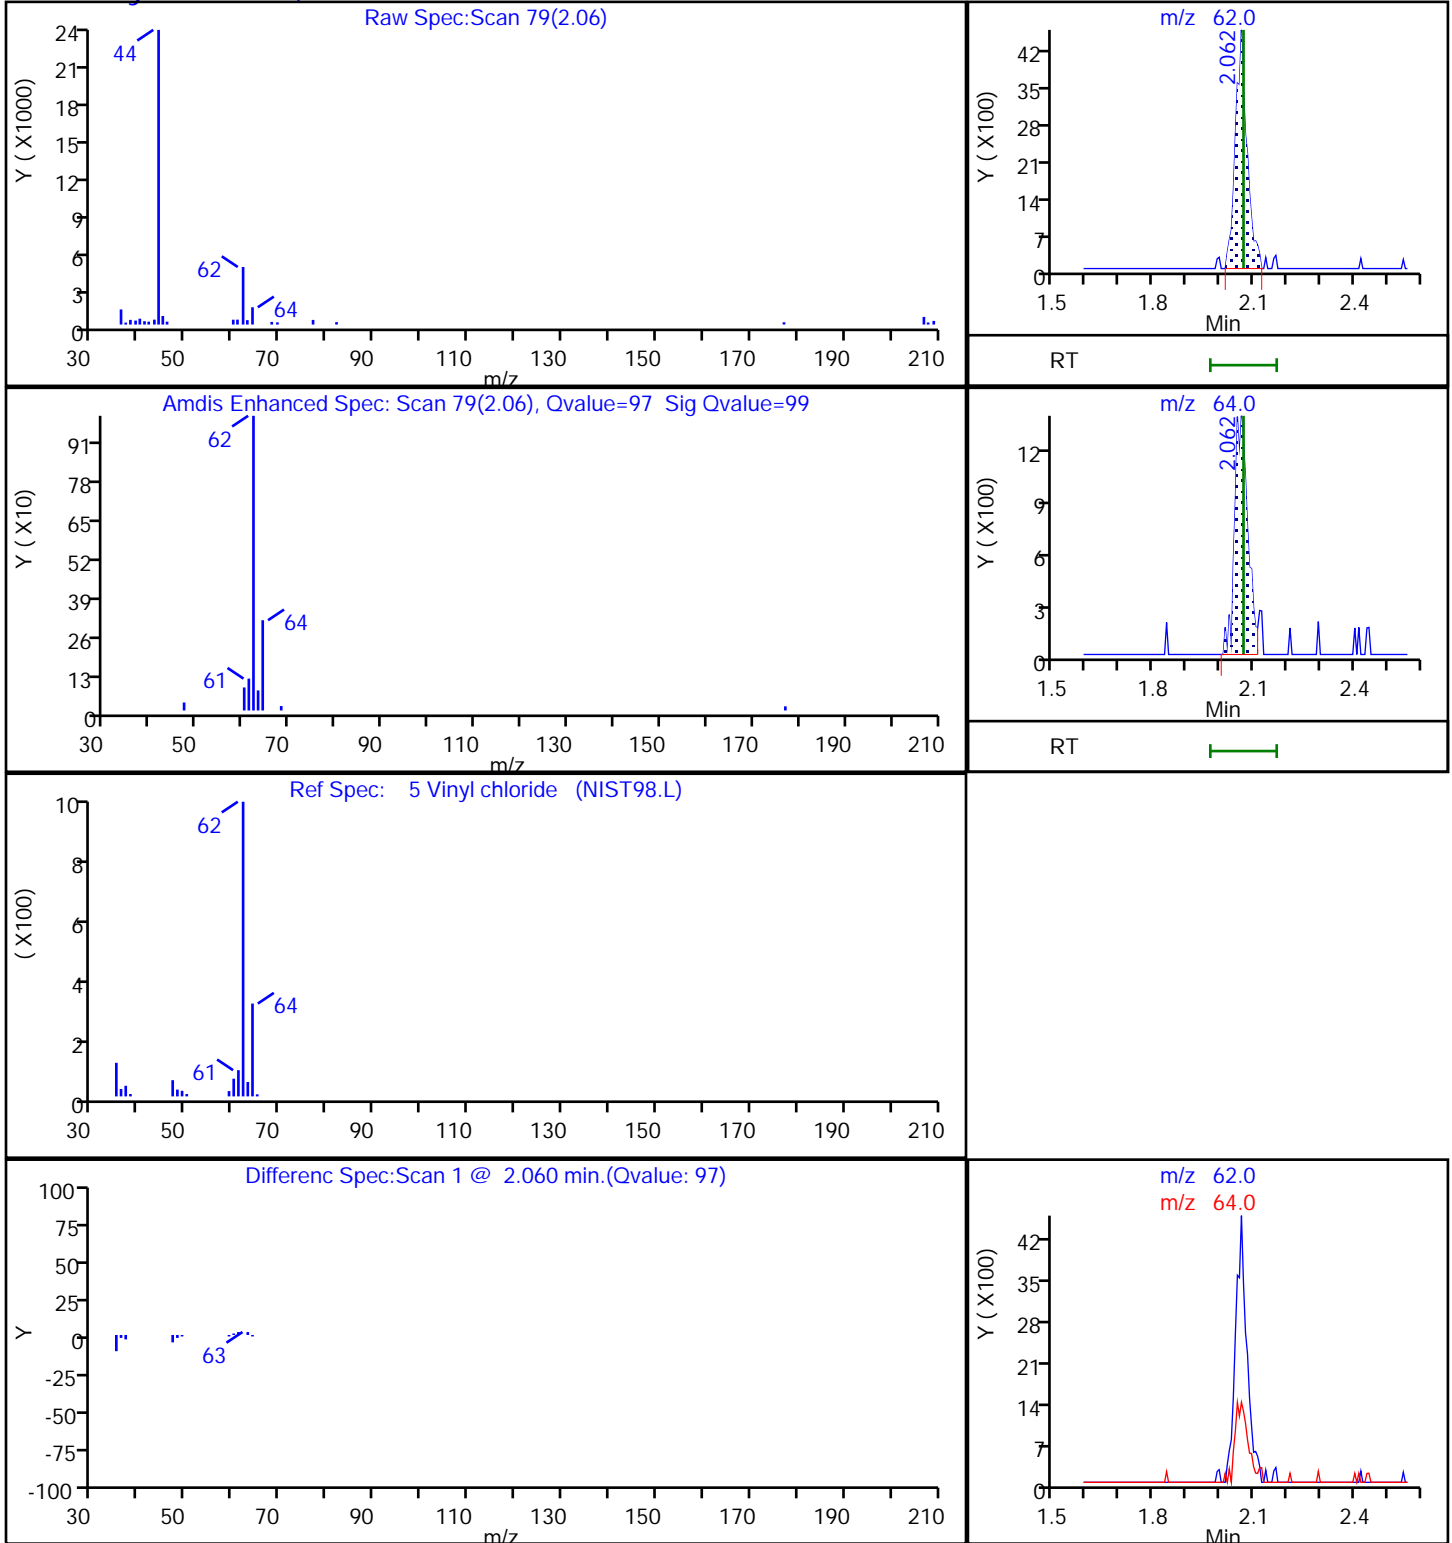 Raw Spec:Scan 79(2.06)
Y ( X1000)
24
21
18
15
12
9
6
3
0
44
62
64
30 50 70 90 110 130 150 170 190 210
m/z
m/z 62.0
Y ( X100)
42
35
28
21
14
7
0
2.062
1.5 1.8 2.1 2.4
Min
RT
Amdis Enhanced Spec: Scan 79(2.06), Qvalue=97 Sig Qvalue=99
Y ( X10)
91
78
65
52
39
26
13
0
62
64
61
30 50 70 90 110 130 150 170 190 210
m/z
m/z 64.0
Y ( X100)
12
9
6
3
0
2.062
1.5 1.8 2.1 2.4
Min
RT
Ref Spec: 5 Vinyl chloride (NIST98.L)
( X100)
10
8
6
4
2
0
62
64
61
30 50 70 90 110 130 150 170 190 210
m/z
Differenc Spec:Scan 1 @ 2.060 min.(Qvalue: 97)
Y
100
75
50
25
0
-25
-50
-75
-100
63
30 50 70 90 110 130 150 170 190 210
m/z
m/z 62.0
m/z 64.0
Y ( X100)
42
35
28
21
14
7
0
1.5 1.8 2.1 2.4
Min